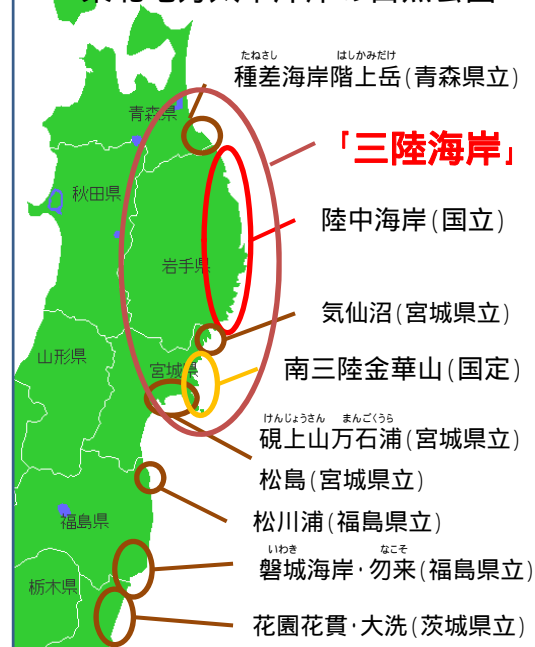 たねさし はしかみだけ
種差海岸階上岳(青森県立)
青森県
「三陸海岸」
秋田県
陸中海岸(国立)
岩手県
気仙沼(宮城県立)
山形県
宮城県
南三陸金華山(国定)
けんじょうさん まんごくうら
硯上山万石浦(宮城県立)
松島(宮城県立)
松川浦(福島県立)
福島県
いわき なこそ
磐城海岸・勿来(福島県立)
栃木県
花園花貫・大洗(茨城県立)